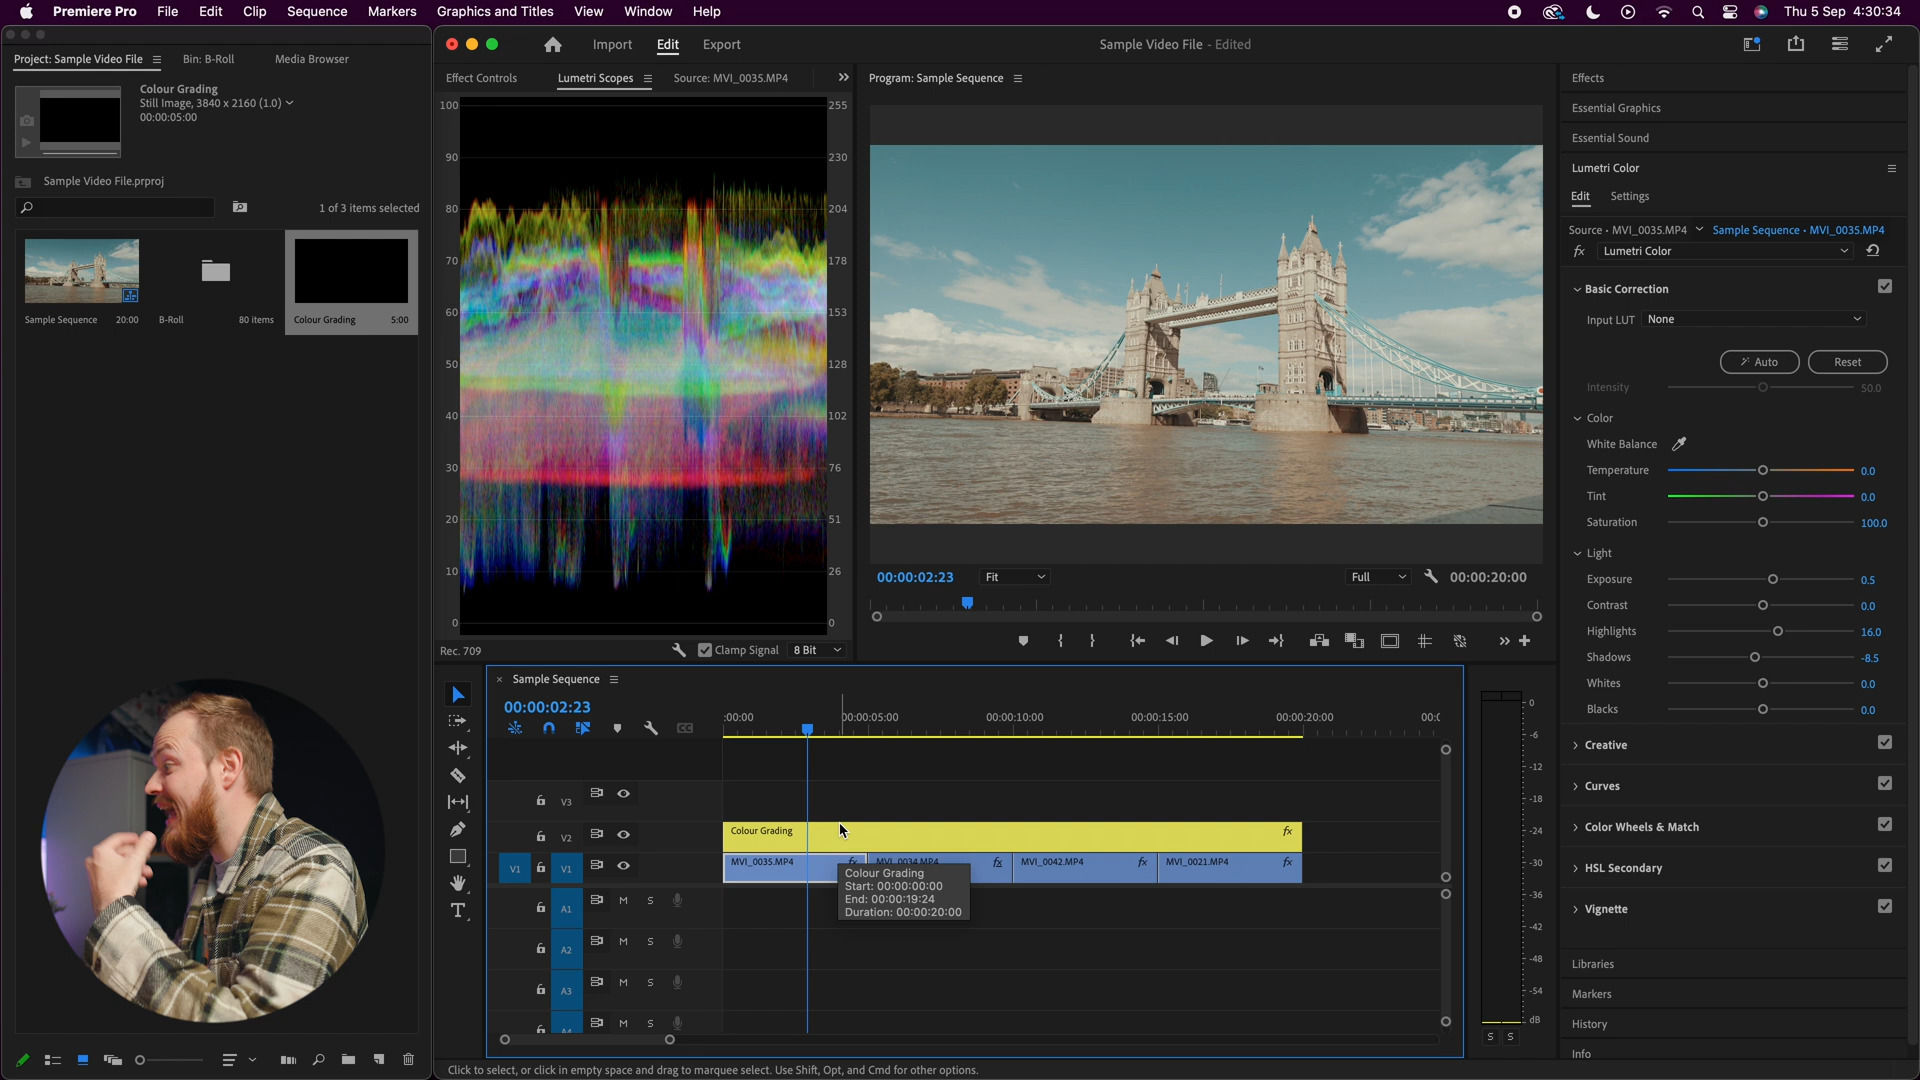 Premiere Pro File Edit Clip Sequence Markers Graphics and Titles View Window Help Thu 5 Sep 4:30:34
Import Edit Export Sample Video File - Edited
Project: Sample Video File Bin: B-Roll Media Browser
Colour Grading
Still Image, 3840 x 2160 (1.0)
00:00:05:00
Sample Video File.prproj
1 of 3 items selected
Sample Sequence 20:00 B-Roll 80 items Colour Grading 5:00
Effect Controls Lumetri Scopes Source: MVI_0035.MP4
100 255
90 230
80 204
70 178
60 153
50 128
40 102
30 76
20 51
10 26
0 0
Rec. 709 Clamp Signal 8 Bit
Program: Sample Sequence
00:00:02:23 Fit Full 00:00:20:00
Effects
Essential Graphics
Essential Sound
Lumetri Color
Edit Settings
Source • MVI_0035.MP4 Sample Sequence • MVI_0035.MP4
fx Lumetri Color
Basic Correction
Input LUT None
Auto Reset
Intensity 50.0
Color
White Balance
Temperature 0.0
Tint 0.0
Saturation 100.0
Light
Exposure 0.5
Contrast 0.0
Highlights 16.0
Shadows -8.5
Whites 0.0
Blacks 0.0
Creative
Curves
Color Wheels & Match
HSL Secondary
Vignette
Libraries
Markers
History
Info
Sample Sequence
00:00:02:23
:00:00 00:00:05:00 00:00:10:00 00:00:15:00 00:00:20:00 00:0
V3
V2 Colour Grading fx
V1 V1 MVI_0035.MP4 fx MVI_0034.MP4 fx MVI_0042.MP4 fx MVI_0021.MP4 fx
Colour Grading
Start: 00:00:00:00
End: 00:00:19:24
Duration: 00:00:20:00
A1 M S
A2 M S
A3 M S
A4 M S
0
-6
-12
-18
-24
-30
-36
-42
-48
-54
dB
S S
Click to select, or click in empty space and drag to marquee select. Use Shift, Opt, and Cmd for other options.